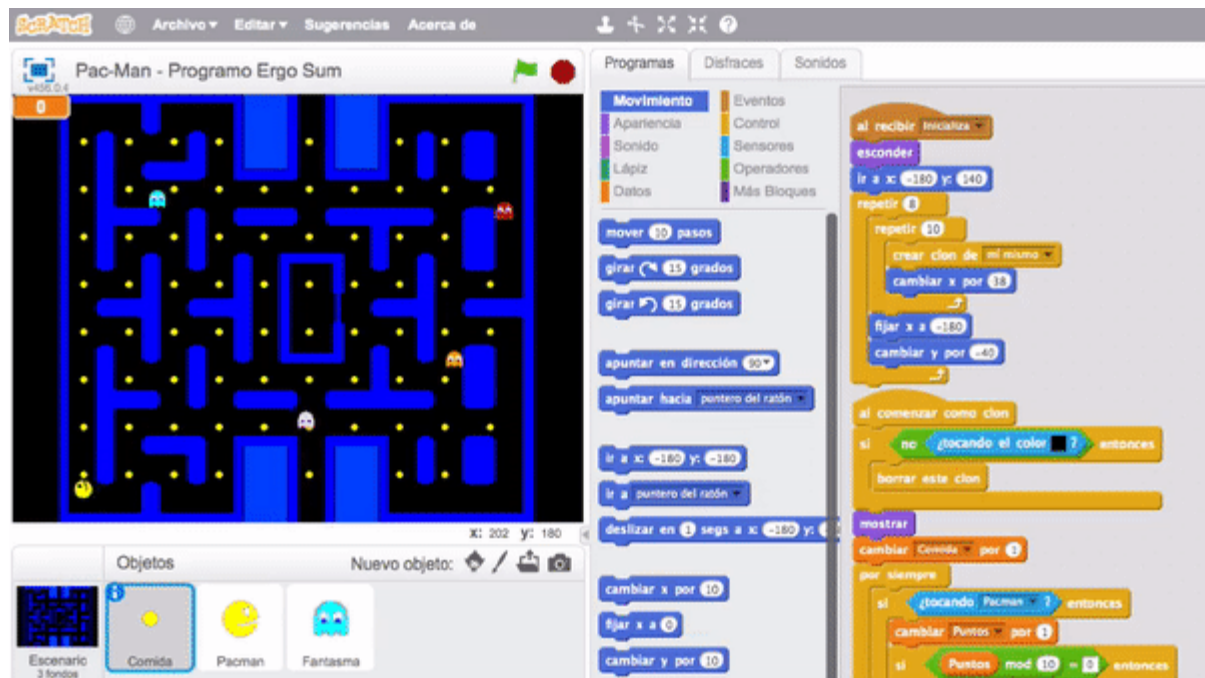 SCRATCH
Archivo Editar Sugerencias Acerca de
Pac-Man - Programo Ergo Sum
v456.0.4
0
x: 202 y: 180
Objetos
Nuevo objeto:
Escenario
3 fondos
Comida
Pacman
Fantasma
Programas
Disfraces
Sonidos
Movimiento
Eventos
Apariencia
Control
Sonido
Sensores
Lápiz
Operadores
Datos
Más Bloques
mover 10 pasos
girar 15 grados
girar 15 grados
apuntar en dirección 90
apuntar hacia puntero del ratón
ir a x: -180 y: -180
ir a puntero del ratón
deslizar en 1 segs a x: -180 y:
cambiar x por 10
fijar x a 0
cambiar y por 10
al recibir Inicializa
esconder
ir a x: -180 y: 140
repetir 8
repetir 10
crear clon de mí mismo
cambiar x por 38
fijar x a -180
cambiar y por -40
al comenzar como clon
si no ¿tocando el color ? entonces
borrar este clon
mostrar
cambiar Comida por 1
por siempre
si ¿tocando Pacman ? entonces
cambiar Puntos por 1
si Puntos mod 10 = 0 entonces